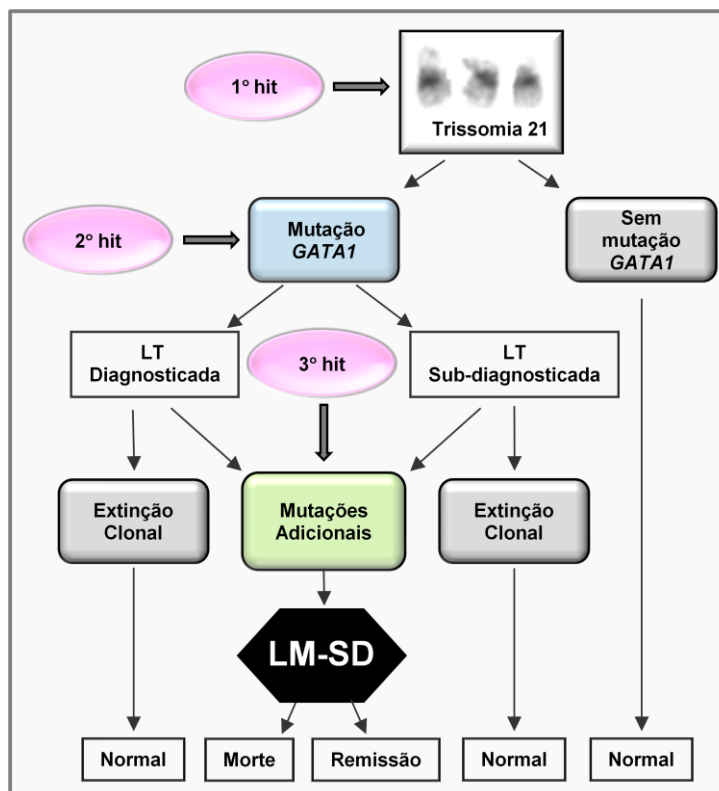 1° hit
Trissomia 21
2° hit
Mutação
GATA1
Sem
mutação
GATA1
LT
Diagnosticada
3° hit
LT
Sub-diagnosticada
Extinção
Clonal
Mutações
Adicionais
Extinção
Clonal
LM-SD
Normal
Morte
Remissão
Normal
Normal